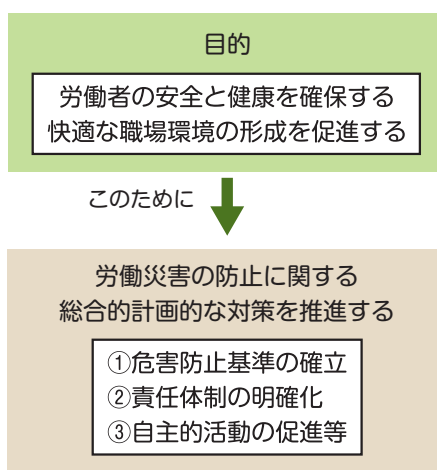 目的
労働者の安全と健康を確保する
快適な職場環境の形成を促進する
このために
労働災害の防止に関する
総合的計画的な対策を推進する
①危害防止基準の確立
②責任体制の明確化
③自主的活動の促進等